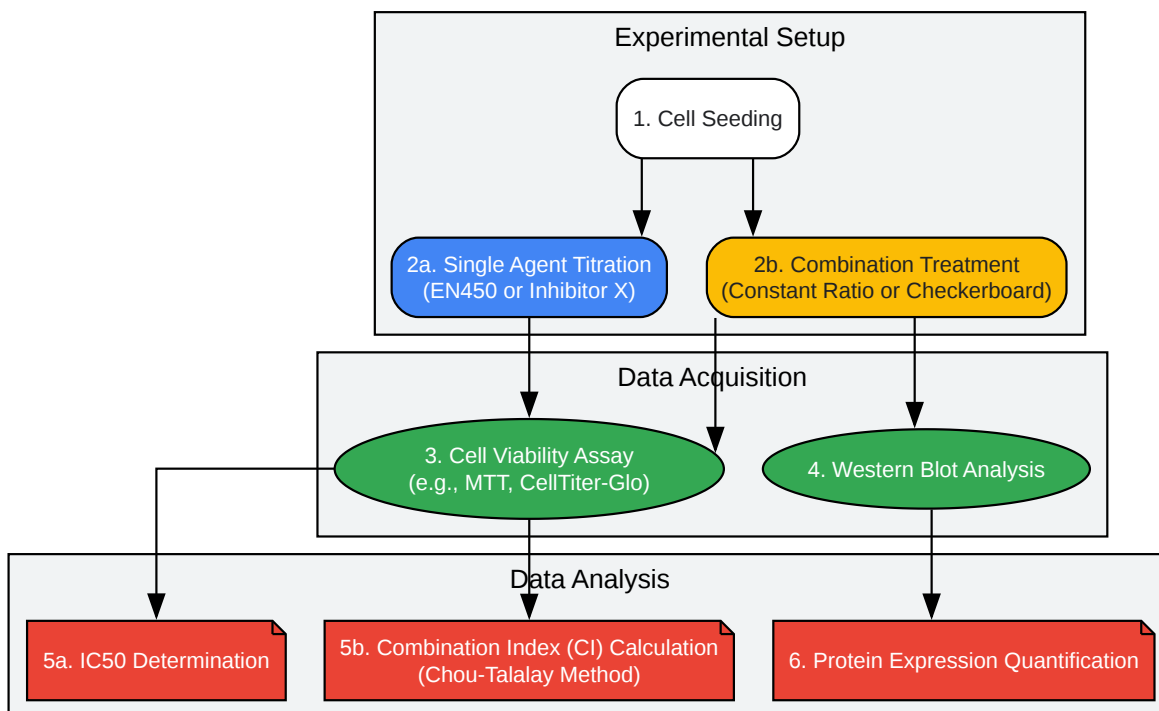 Experimental Setup
1. Cell Seeding
2a. Single Agent Titration
(EN450 or Inhibitor X)
2b. Combination Treatment
(Constant Ratio or Checkerboard)
Data Acquisition
3. Cell Viability Assay
(e.g., MTT, CellTiter-Glo)
4. Western Blot Analysis
Data Analysis
5a. IC50 Determination
5b. Combination Index (CI) Calculation
(Chou-Talalay Method)
6. Protein Expression Quantification